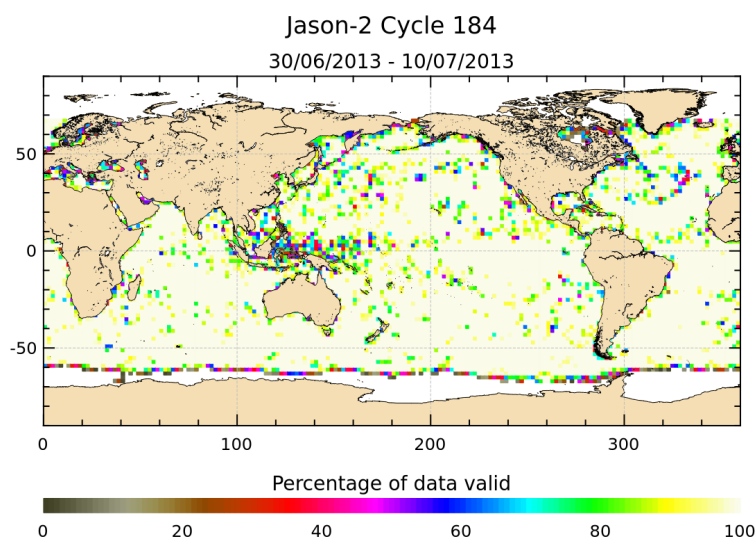 Jason-2 Cycle 184
30/06/2013 - 10/07/2013
50
0
-50
0 100 200 300
Percentage of data valid
0 20 40 60 80 100